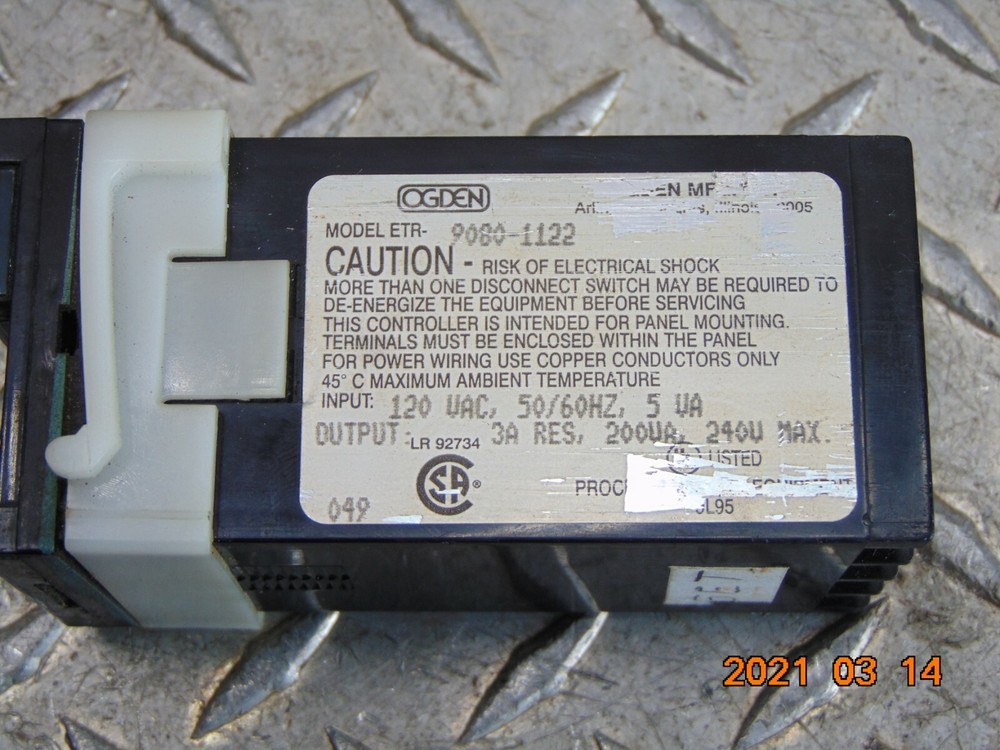 OGDEN
MODEL ETR- 9080-1122
CAUTION - RISK OF ELECTRICAL SHOCK
MORE THAN ONE DISCONNECT SWITCH MAY BE REQUIRED TO
DE-ENERGIZE THE EQUIPMENT BEFORE SERVICING
THIS CONTROLLER IS INTENDED FOR PANEL MOUNTING.
TERMINALS MUST BE ENCLOSED WITHIN THE PANEL
FOR POWER WIRING USE COPPER CONDUCTORS ONLY
45° C MAXIMUM AMBIENT TEMPERATURE
INPUT: 120 VAC, 50/60HZ, 5 VA
OUTPUT: 3A RES, 200VA, 240V MAX.
LR 92734
LISTED
EQUIPMENT
049
2021 03 14